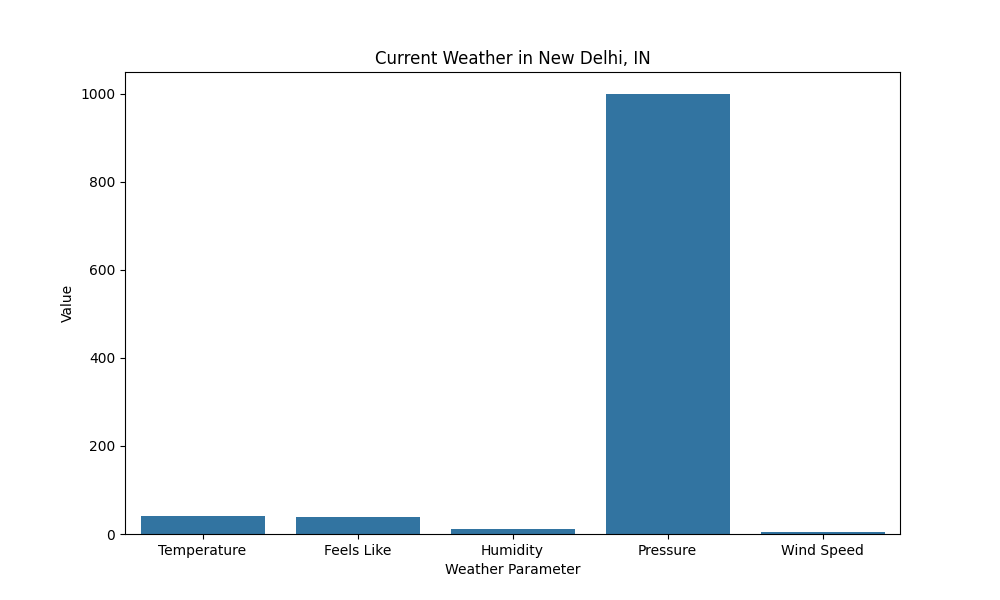 Current Weather in New Delhi, IN
1000
800
600
400
200
0
Value
Temperature
Feels Like
Humidity
Pressure
Wind Speed
Weather Parameter